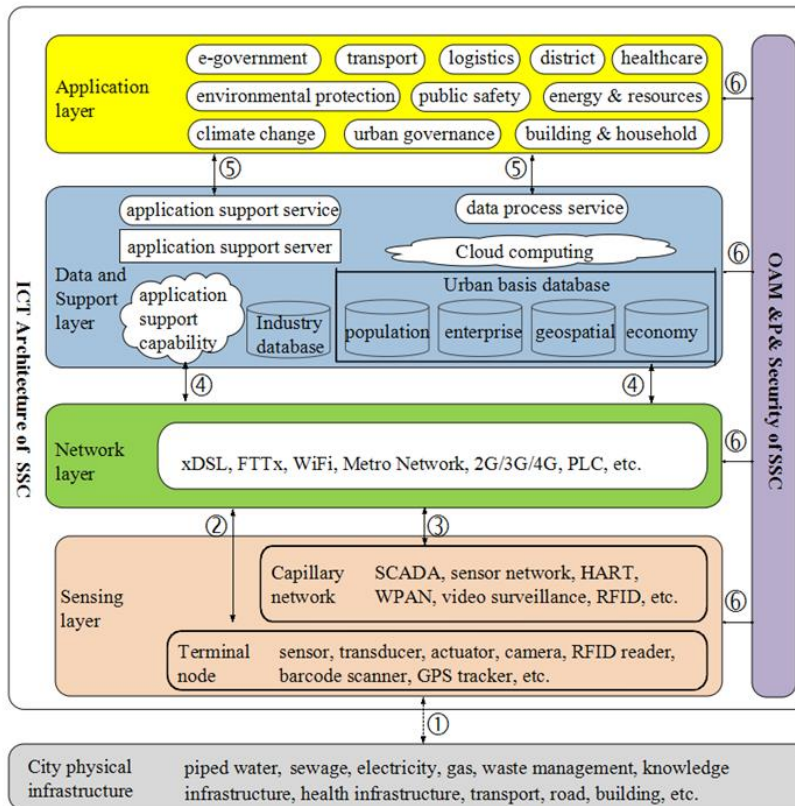 ICT Architecture of SSC
Application
layer
e-government
transport
logistics
district
healthcare
environmental protection
public safety
energy & resources
climate change
urban governance
building & household
⑥
⑤
⑤
Data and
Support
layer
application support service
data process service
application support server
Cloud computing
application
support
capability
Industry
database
Urban basis database
population
enterprise
geospatial
economy
⑥
④
④
Network
layer
xDSL, FTTx, WiFi, Metro Network, 2G/3G/4G, PLC, etc.
⑥
②
③
Sensing
layer
Capillary
network
SCADA, sensor network, HART,
WPAN, video surveillance, RFID, etc.
Terminal
node
sensor, transducer, actuator, camera, RFID reader,
barcode scanner, GPS tracker, etc.
⑥
OAM &P& Security of SSC
①
City physical
infrastructure
piped water, sewage, electricity, gas, waste management, knowledge
infrastructure, health infrastructure, transport, road, building, etc.